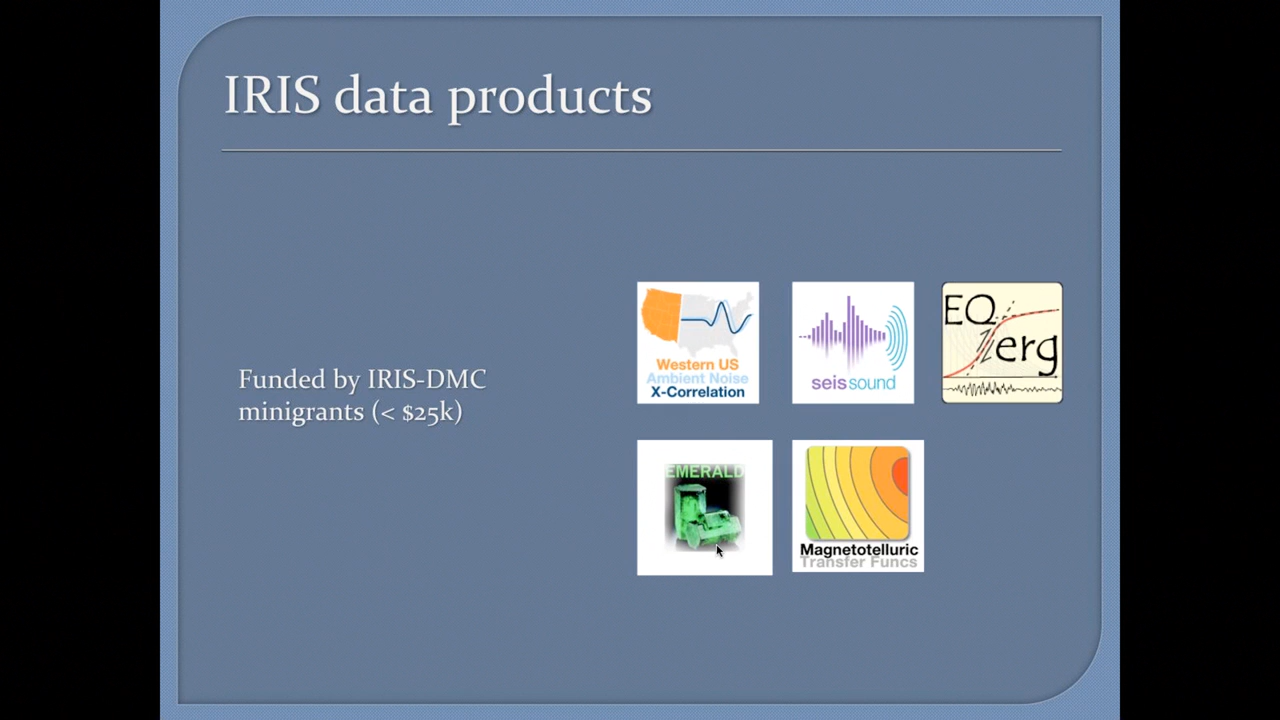 IRIS data products
Funded by IRIS-DMC
minigrants (< $25k)
Western US
Ambient Noise
X-Correlation
seissound
EQ
erg
EMERALD
Magnetotelluric
Transfer Funcs